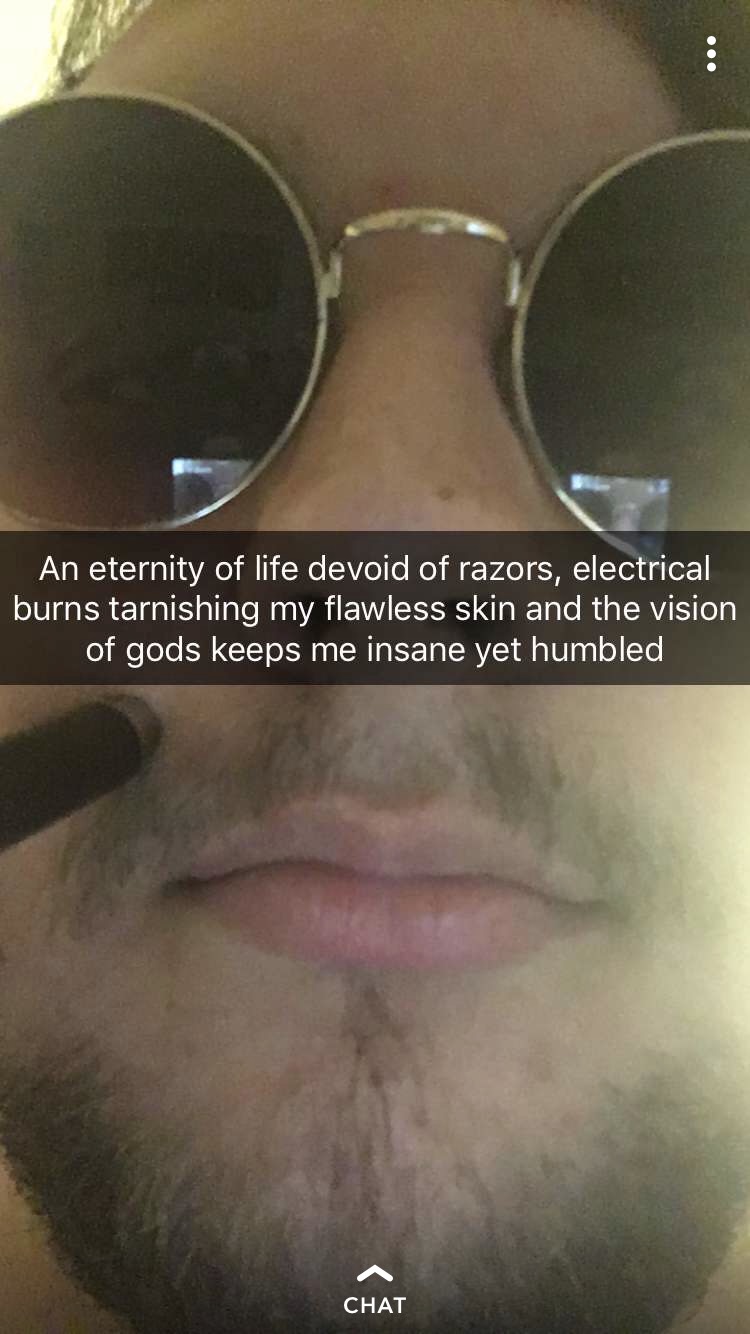 An eternity of life devoid of razors, electrical
burns tarnishing my flawless skin and the vision
of gods keeps me insane yet humbled
CHAT